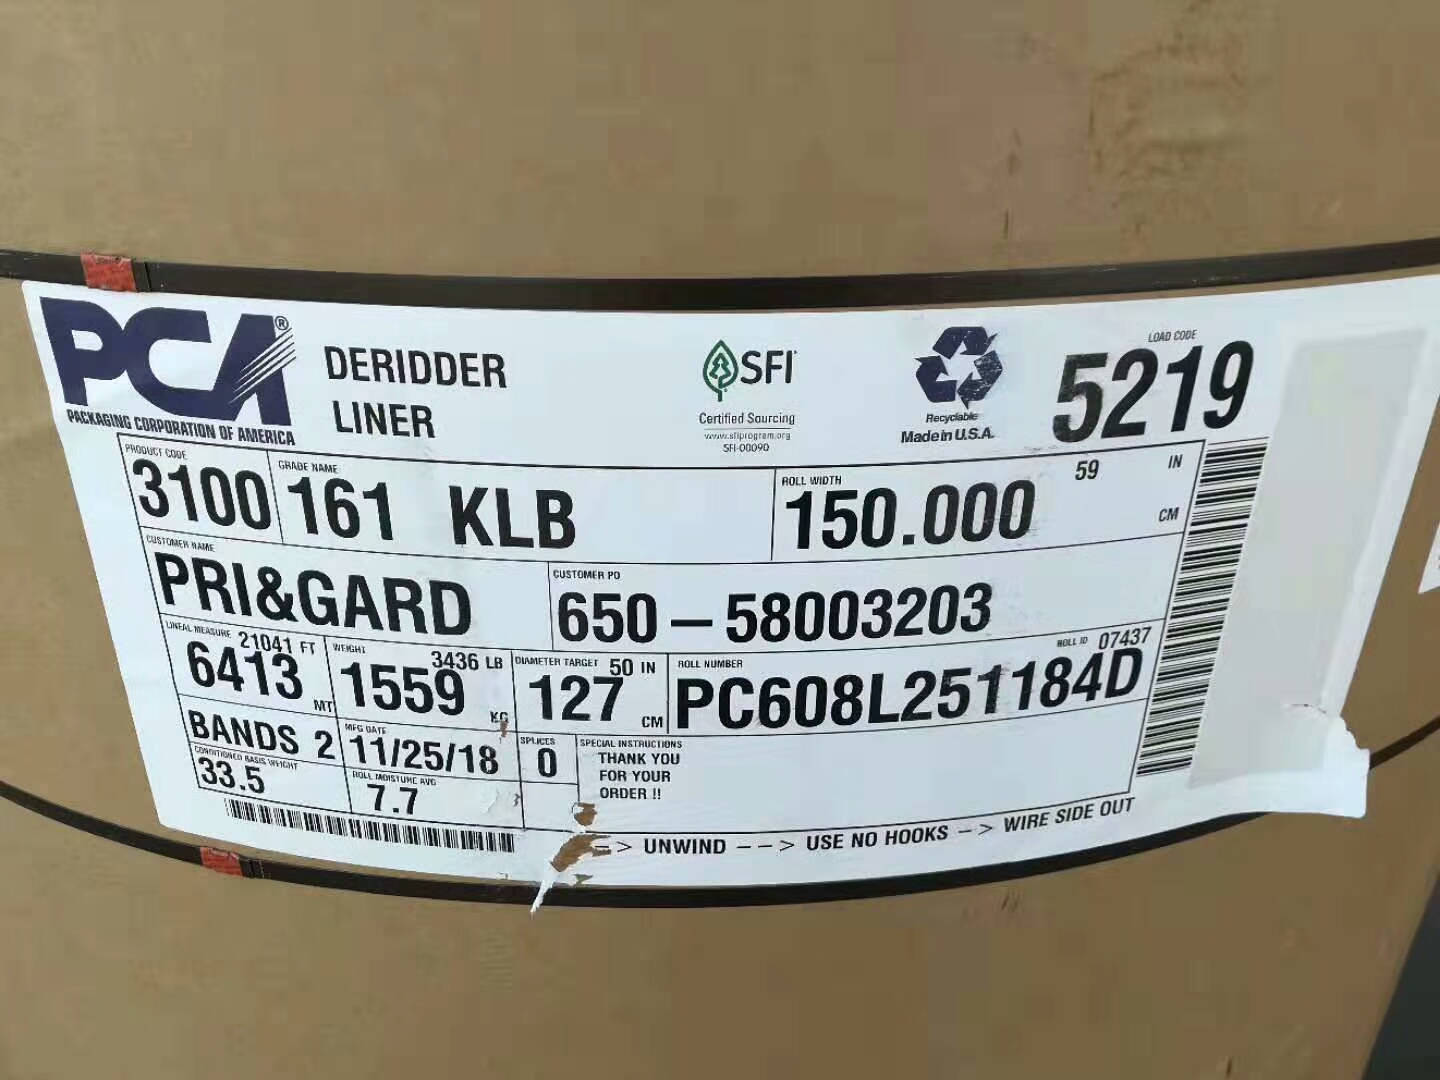 PCA®
PACKAGING CORPORATION OF AMERICA
DERIDDER
LINER
SFI
Certified Sourcing
www.sfiprogram.org
SFI-00090
Recyclable
Made in U.S.A.
LOAD CODE
5219
PRODUCT CODE
3100
GRADE NAME
161 KLB
ROLL WIDTH
59 IN
150.000 CM
CUSTOMER NAME
PRI&GARD
CUSTOMER PO
650-58003203
LINEAL MEASURE 21041 FT
6413 MT
WEIGHT 3436 LB
1559 KG
DIAMETER TARGET 50 IN
127 CM
ROLL NUMBER
ROLL ID 07437
PC608L251184D
BANDS 2
MFG DATE
11/25/18
SPLICES
0
SPECIAL INSTRUCTIONS
THANK YOU
FOR YOUR
ORDER !!
CONDITIONED BASIS WEIGHT
33.5
ROLL MOISTURE AVG
7.7
–> UNWIND ––> USE NO HOOKS –> WIRE SIDE OUT